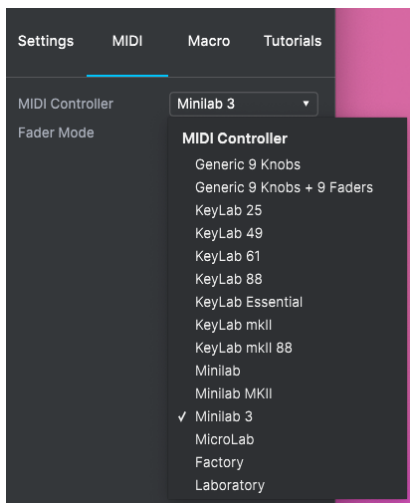 Settings MIDI Macro Tutorials
MIDI Controller Minilab 3
Fader Mode
MIDI Controller
Generic 9 Knobs
Generic 9 Knobs + 9 Faders
KeyLab 25
KeyLab 49
KeyLab 61
KeyLab 88
KeyLab Essential
KeyLab mkII
KeyLab mkII 88
Minilab
Minilab MKII
✓ Minilab 3
MicroLab
Factory
Laboratory